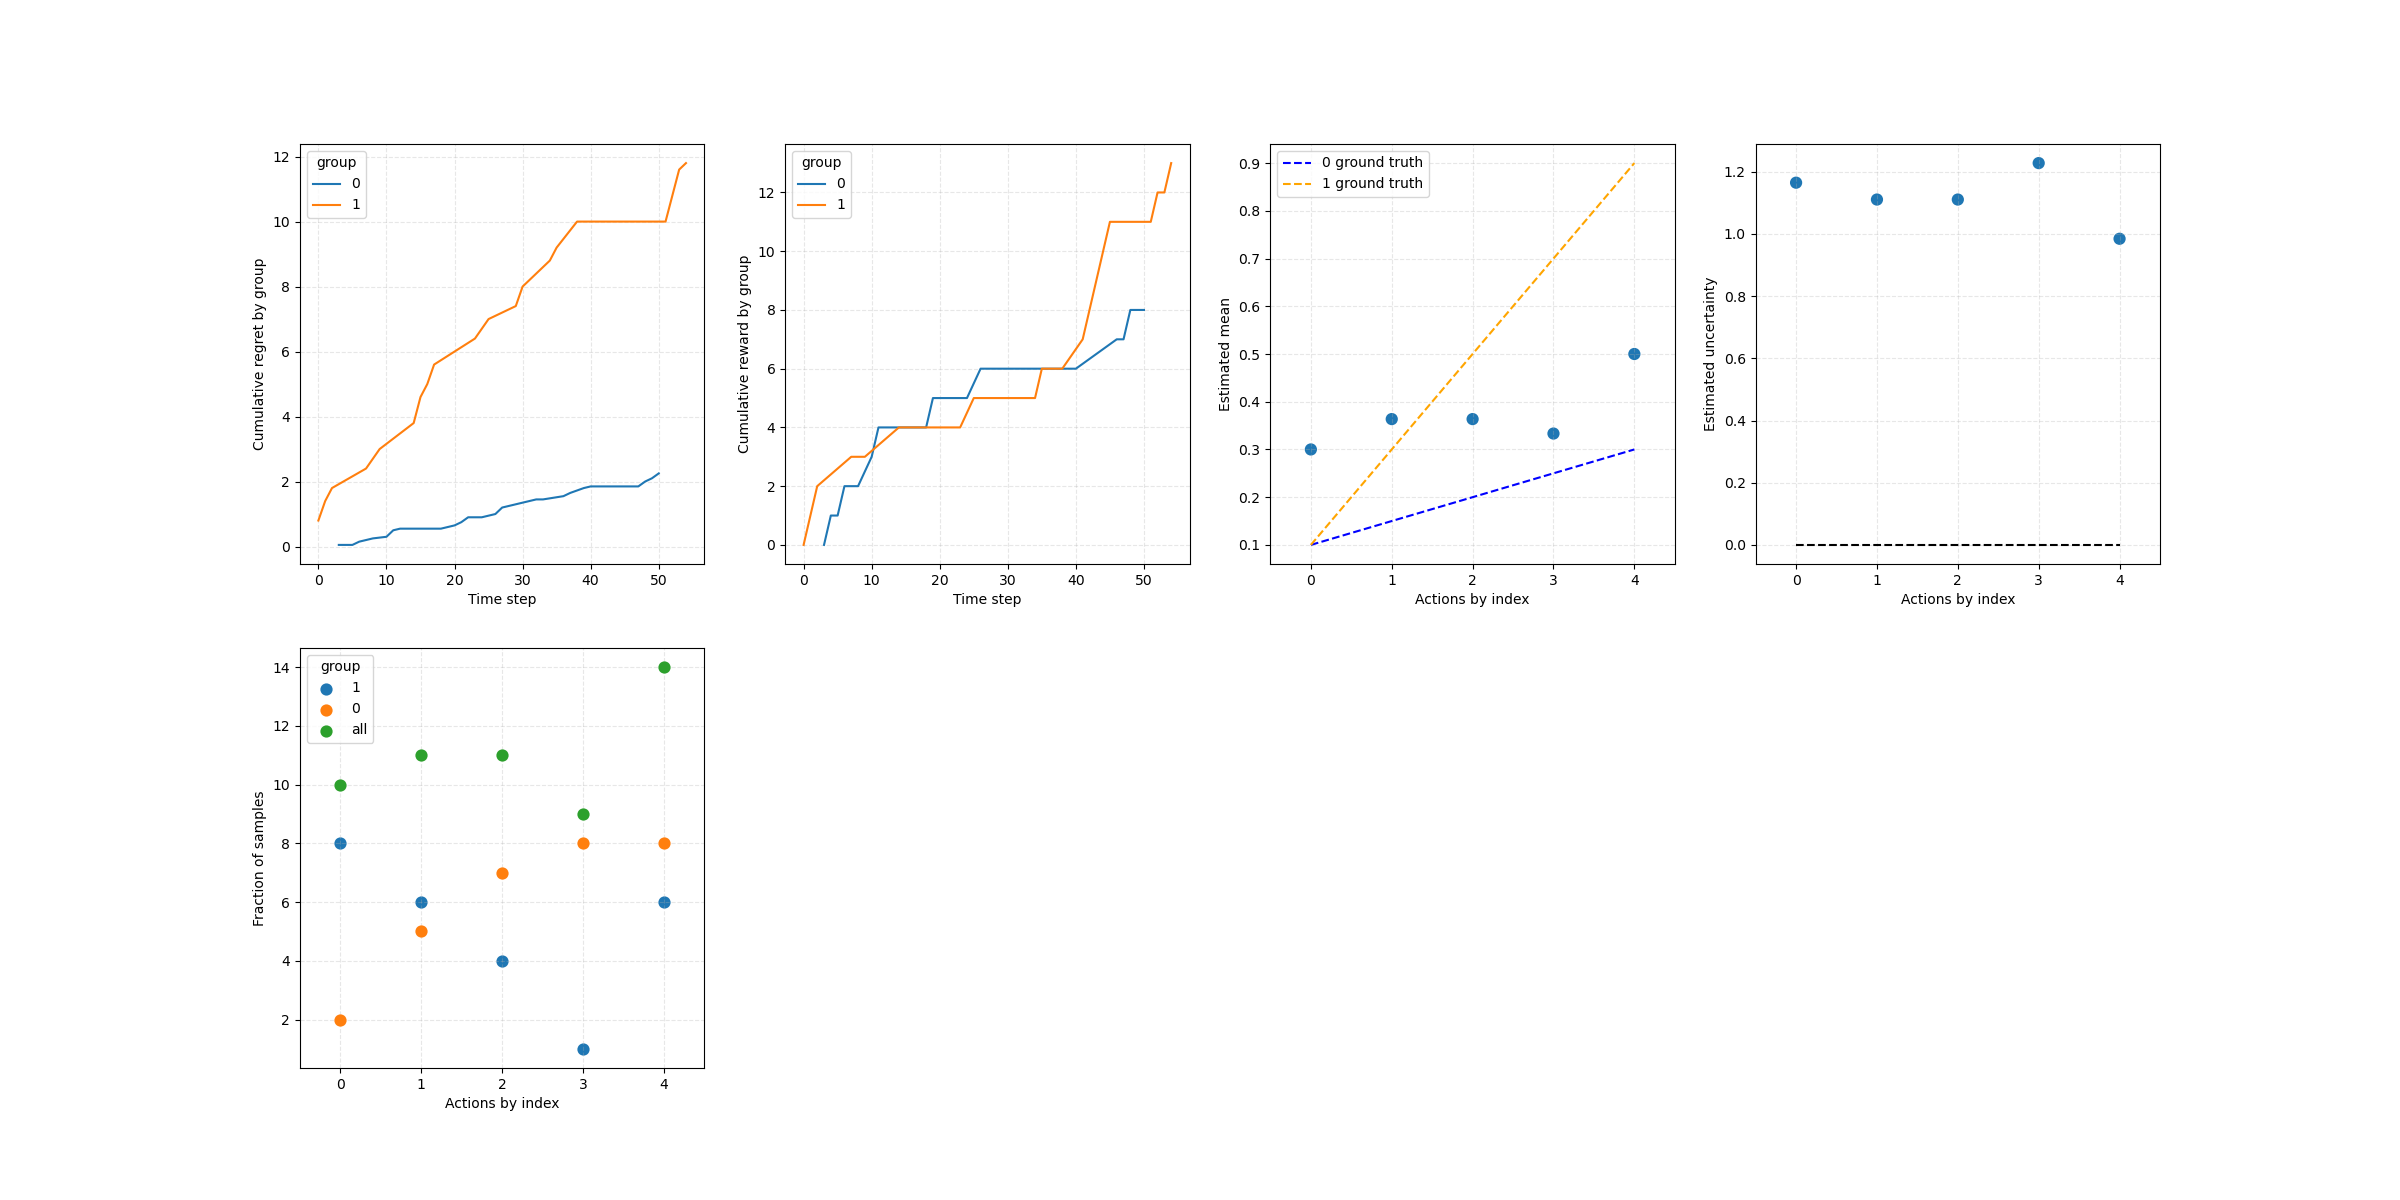 group
0
1
12
10
8
6
4
2
0
Cumulative regret by group
0 10 20 30 40 50
Time step
group
0
1
12
10
8
6
4
2
0
Cumulative reward by group
0 10 20 30 40 50
Time step
0 ground truth
1 ground truth
0.9
0.8
0.7
0.6
0.5
0.4
0.3
0.2
0.1
Estimated mean
0 1 2 3 4
Actions by index
1.2
1.0
0.8
0.6
0.4
0.2
0.0
Estimated uncertainty
0 1 2 3 4
Actions by index
group
1
0
all
14
12
10
8
6
4
2
Fraction of samples
0 1 2 3 4
Actions by index